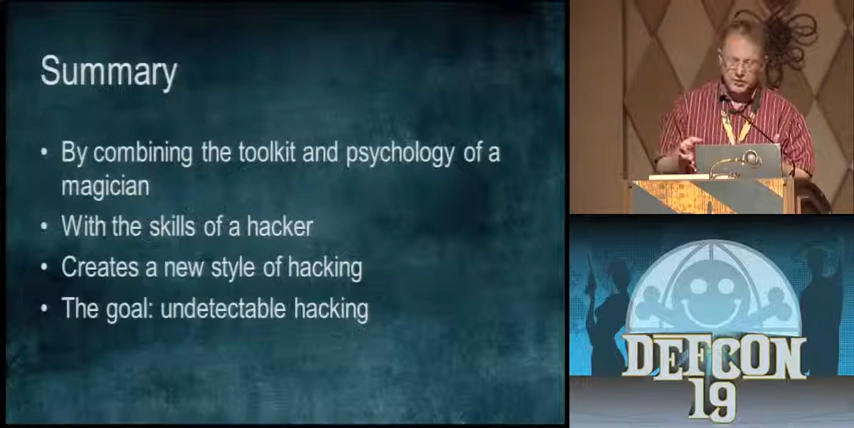 Summary
• By combining the toolkit and psychology of a
magician
• With the skills of a hacker
• Creates a new style of hacking
• The goal: undetectable hacking
DEFCON
19